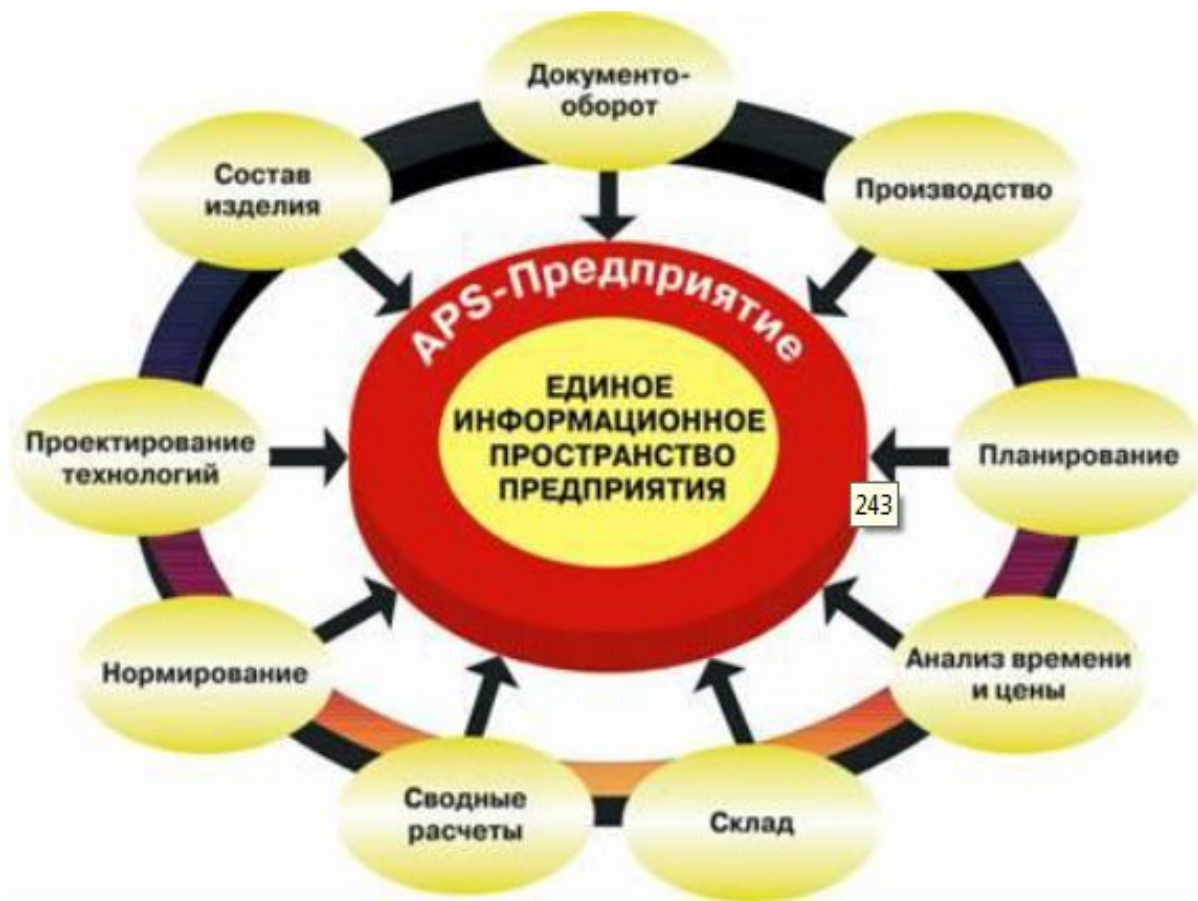 Документо-
оборот
Состав
изделия
Производство
APS-Предприятие
ЕДИНОЕ
ИНФОРМАЦИОННОЕ
ПРОСТРАНСТВО
ПРЕДПРИЯТИЯ
Проектирование
технологий
Планирование
243
Нормирование
Анализ времени
и цены
Сводные
расчеты
Склад